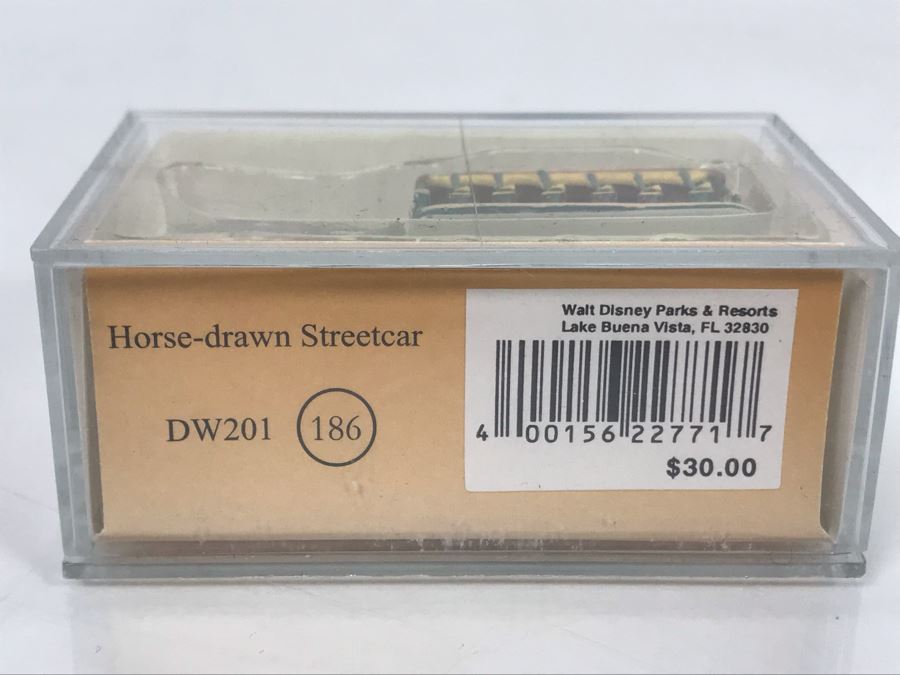 Horse-drawn Streetcar
DW201 186
Walt Disney Parks & Resorts
Lake Buena Vista, FL 32830
4 00156 22771 7
$30.00